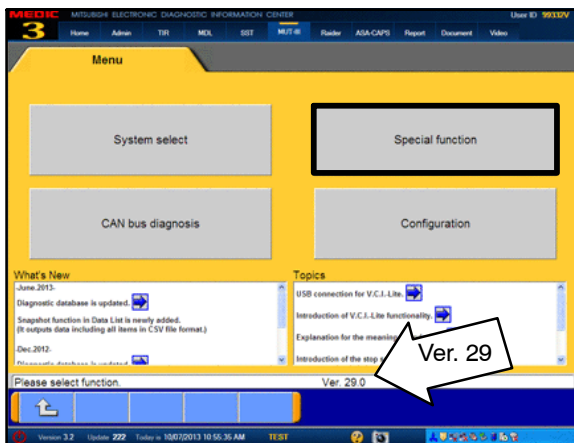 MEDIC MITSUBISHI ELECTRONIC DIAGNOSTIC INFORMATION CENTER User ID 99332V
3 Home Admin TIR MDL SST MUT-III Raider ASA-CAPS Report Document Video
Menu
System select
Special function
CAN bus diagnosis
Configuration
What's New
-June.2013-
Diagnostic database is updated.
Snapshot function in Data List is newly added.
(It outputs data including all items in CSV file format.)
-Dec.2012-
Diagnostic database is updated.
Topics
USB connection for V.C.I.-Lite.
Introduction of V.C.I.-Lite functionality.
Explanation for the meaning
Introduction of the stop
Ver. 29
Please select function.
Ver. 29.0
Version 3.2 Update 222 Today is 10/07/2013 10:55:35 AM TEST